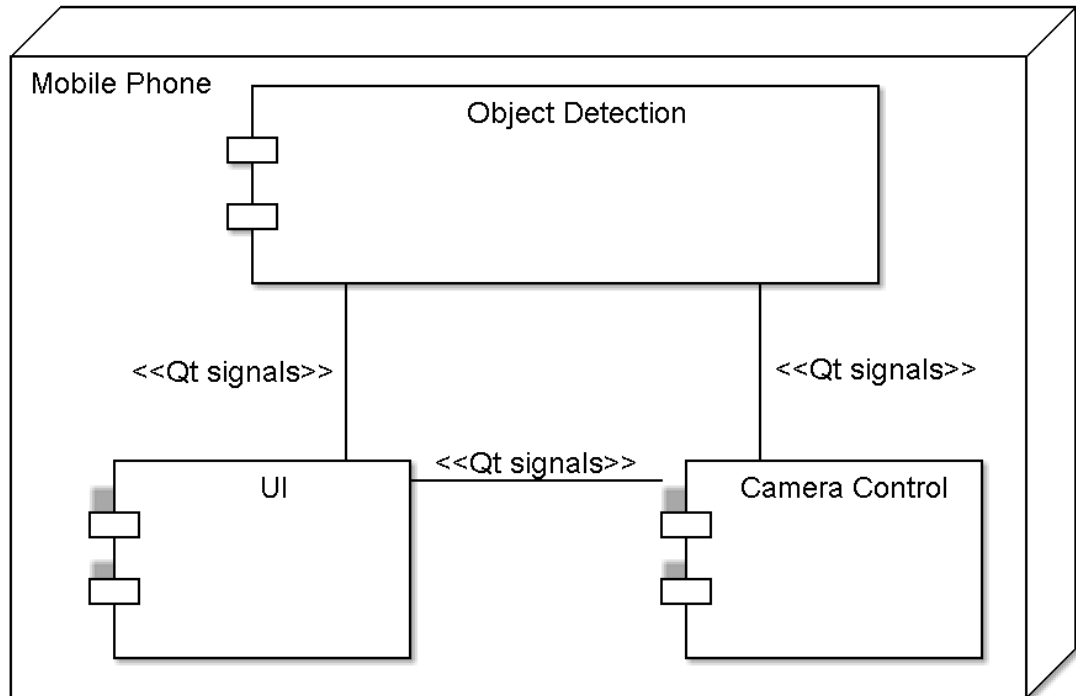 Mobile Phone
Object Detection
<<Qt signals>>
<<Qt signals>>
<<Qt signals>>
UI
Camera Control